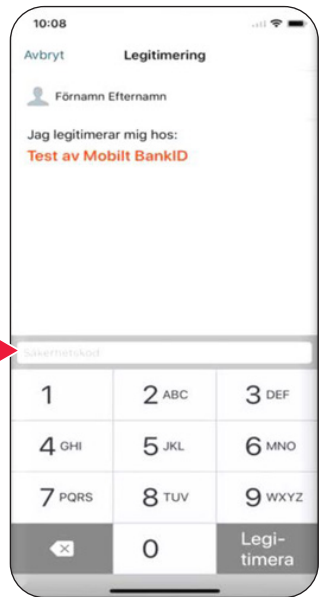 10:08
Avbryt Legitimering
Förnamn Efternamn
Jag legitimerar mig hos:
Test av Mobilt BankID
Säkerhetskod
1 2 ABC 3 DEF
4 GHI 5 JKL 6 MNO
7 PQRS 8 TUV 9 WXYZ
0 Legi-
timera